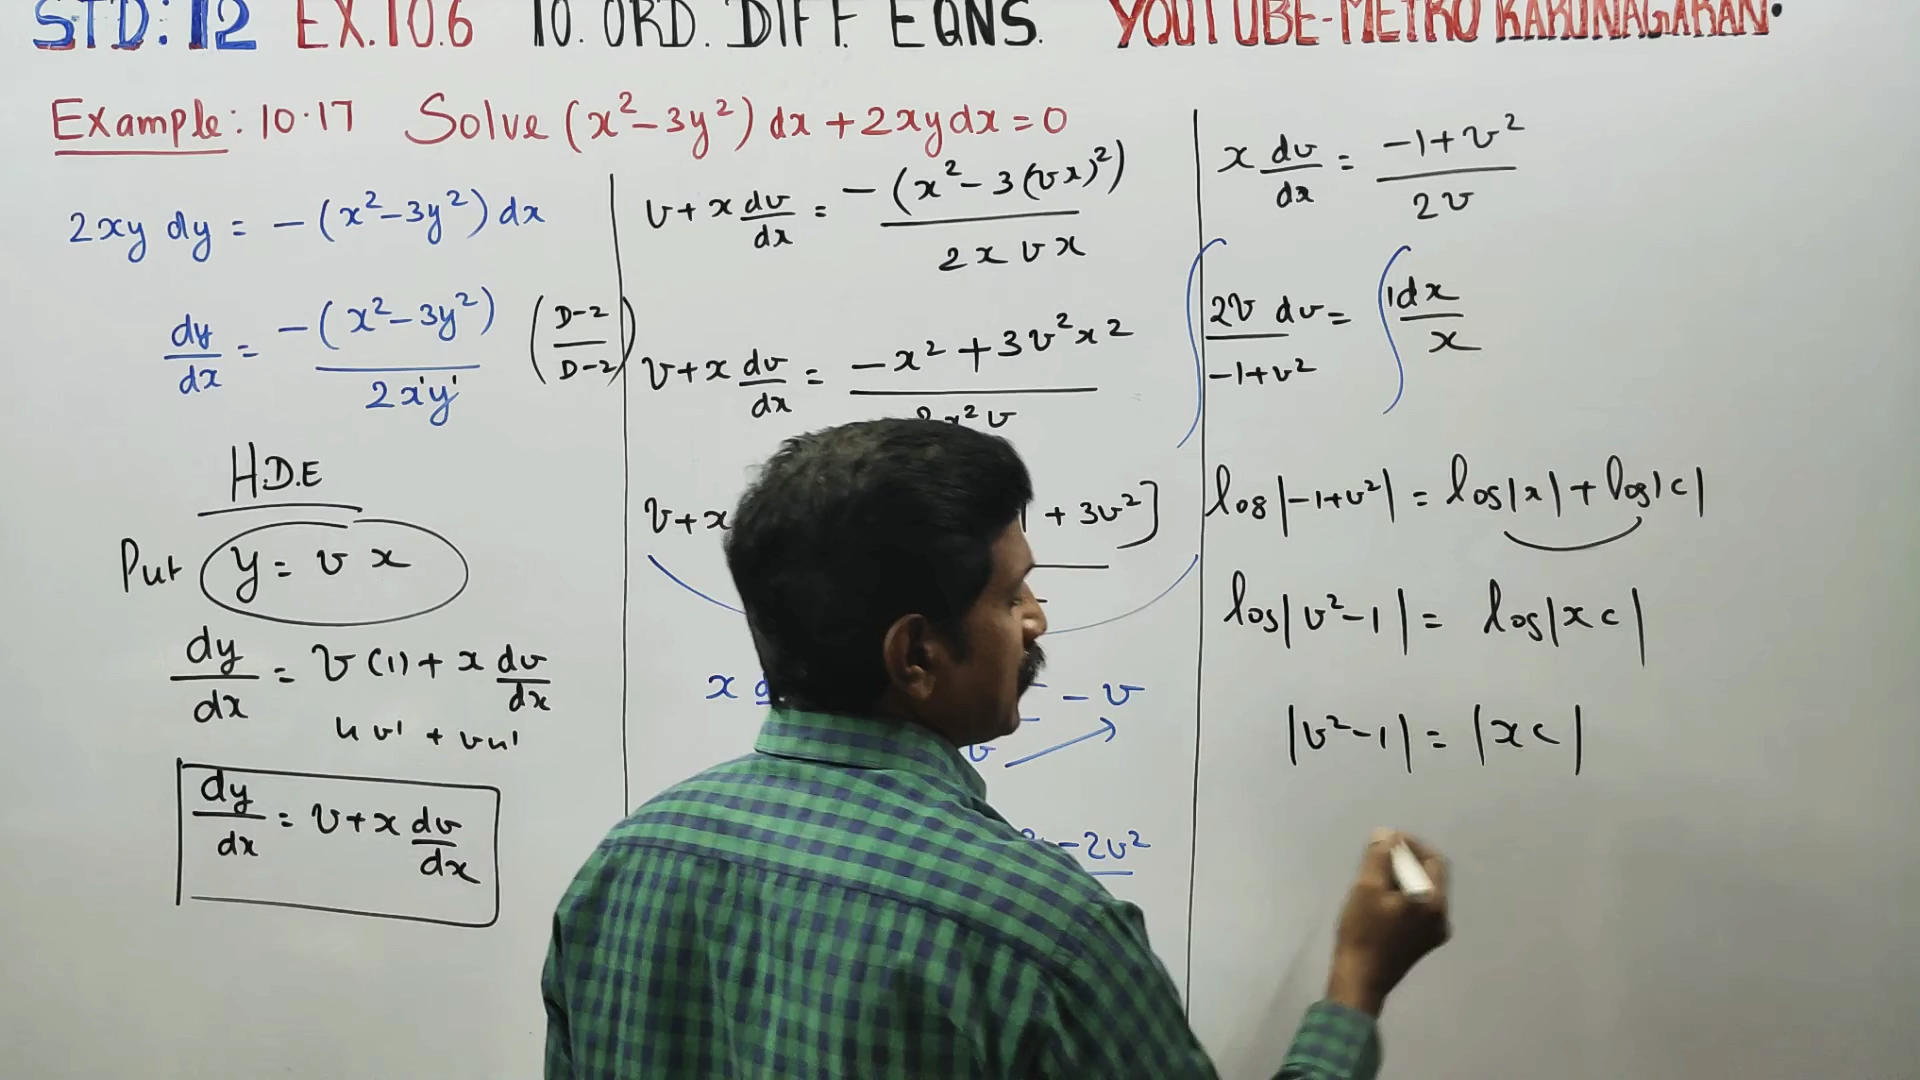 STD: 12 EX.10.6 10. ORD. DIFF. EQNS. YOUTUBE-METRO KARUNAGARAN.
Example: 10.17 Solve (x²-3y²) dx + 2xydx = 0
2xy dy = -(x²-3y²) dx
dy/dx = -(x²-3y²) / 2xy (D-2 / D-2)
H.D.E
Put y = v x
dy/dx = v(1) + x dv/dx
uv' + vu'
dy/dx = v + x dv/dx
v + x dv/dx = -(x² - 3(vx)²) / 2x vx
v + x dv/dx = -x² + 3v²x² / 2x²v
v + x + 3v²]
x - v
v
-2v²
x dv/dx = -1+v² / 2v
∫ 2v dv / -1+v² = ∫ 1dx / x
log|-1+v²| = log|x| + log|c|
log|v²-1| = log|xc|
|v²-1| = |xc|